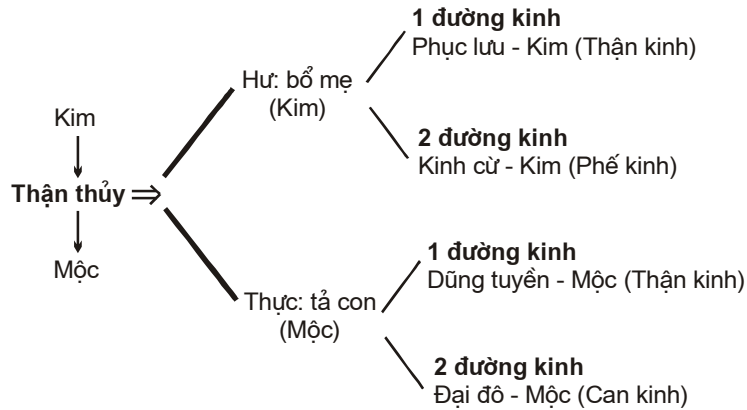 Kim
Thận thủy
Mộc
Hư: bổ mẹ
(Kim)
1 đường kinh
Phục lưu - Kim (Thận kinh)
2 đường kinh
Kinh cừ - Kim (Phế kinh)
Thực: tả con
(Mộc)
1 đường kinh
Dũng tuyền - Mộc (Thận kinh)
2 đường kinh
Đại đô - Mộc (Can kinh)